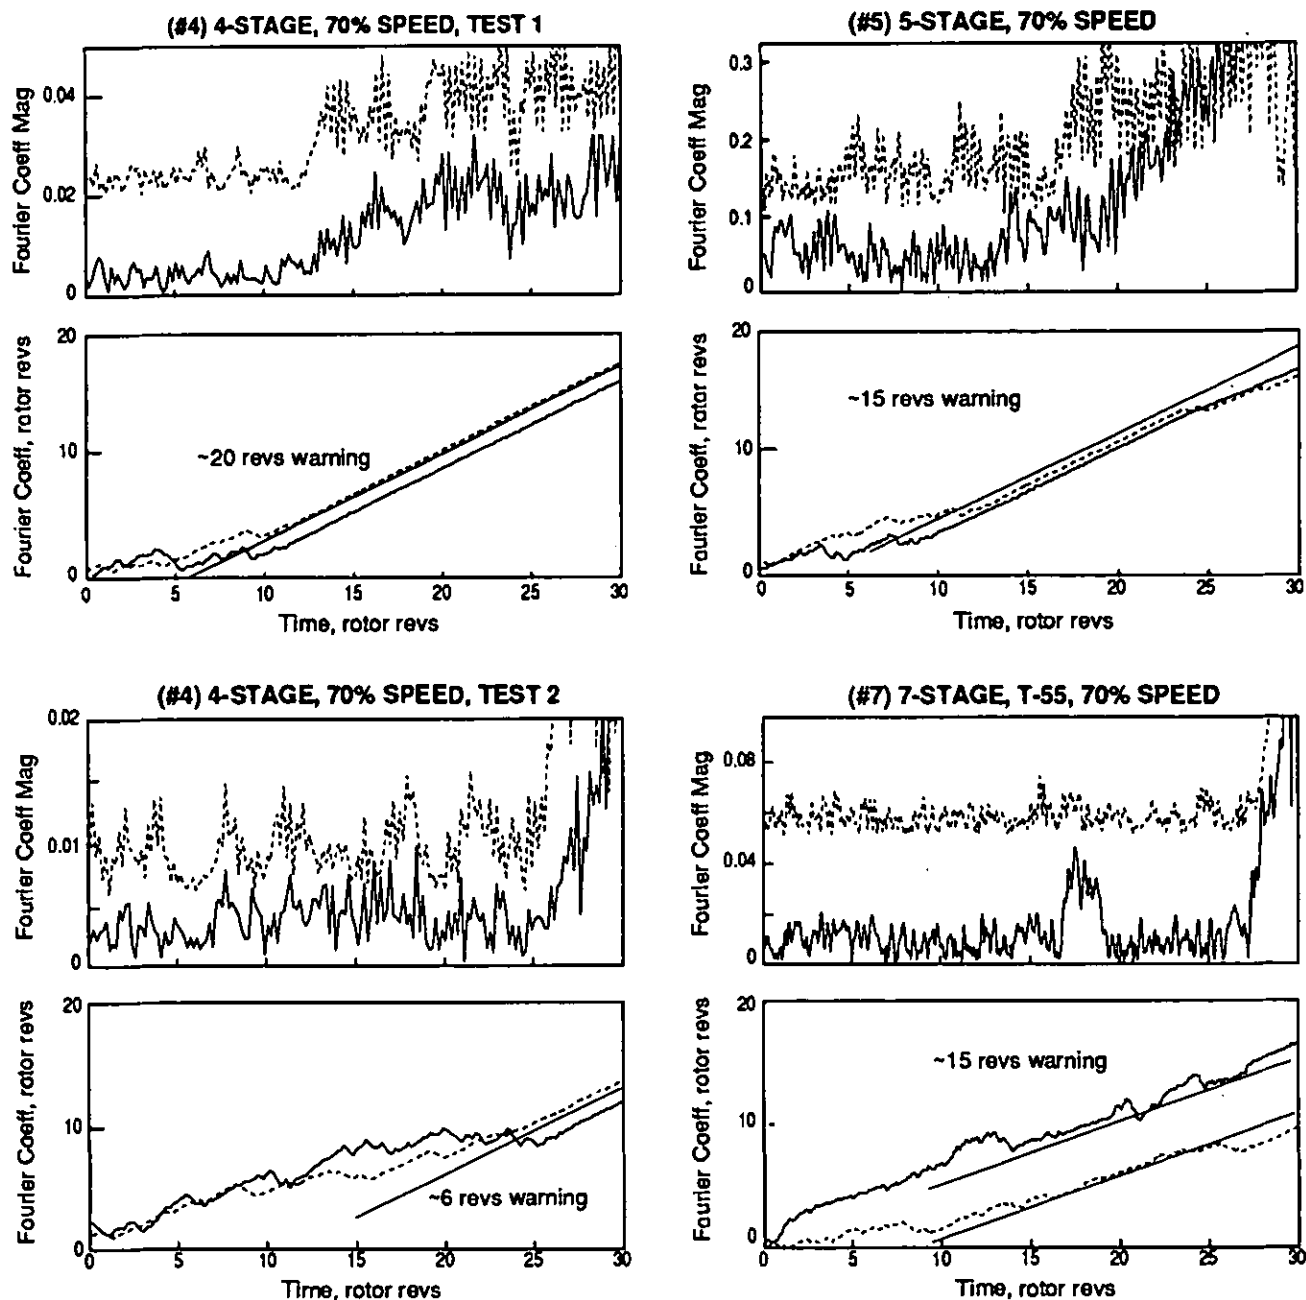 (#4) 4-STAGE, 70% SPEED, TEST 1
Fourier Coeff Mag
0.04
0.02
0
Fourier Coeff, rotor revs
20
10
0
~20 revs warning
0 5 10 15 20 25 30
Time, rotor revs
(#5) 5-STAGE, 70% SPEED
Fourier Coeff Mag
0.3
0.2
0.1
0
Fourier Coeff, rotor revs
20
10
0
~15 revs warning
0 5 10 15 20 25 30
Time, rotor revs
(#4) 4-STAGE, 70% SPEED, TEST 2
Fourier Coeff Mag
0.02
0.01
0
Fourier Coeff, rotor revs
20
10
0
~6 revs warning
0 5 10 15 20 25 30
Time, rotor revs
(#7) 7-STAGE, T-55, 70% SPEED
Fourier Coeff Mag
0.08
0.04
0
Fourier Coeff, rotor revs
20
10
0
~15 revs warning
0 5 10 15 20 25 30
Time, rotor revs